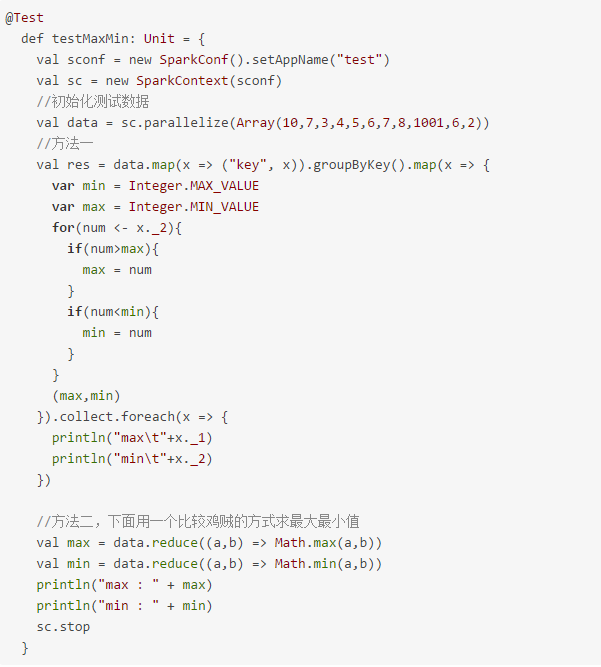 @Test
  def testMaxMin: Unit = {
    val sconf = new SparkConf().setAppName("test")
    val sc = new SparkContext(sconf)
    //初始化测试数据
    val data = sc.parallelize(Array(10,7,3,4,5,6,7,8,1001,6,2))
    //方法一
    val res = data.map(x => ("key", x)).groupByKey().map(x => {
      var min = Integer.MAX_VALUE
      var max = Integer.MIN_VALUE
      for(num <- x._2){
        if(num>max){
          max = num
        }
        if(num<min){
          min = num
        }
      }
      (max,min)
    }).collect.foreach(x => {
      println("max\t"+x._1)
      println("min\t"+x._2)
    })
    //方法二，下面用一个比较鸡贼的方式求最大最小值
    val max = data.reduce((a,b) => Math.max(a,b))
    val min = data.reduce((a,b) => Math.min(a,b))
    println("max : " + max)
    println("min : " + min)
    sc.stop
  }